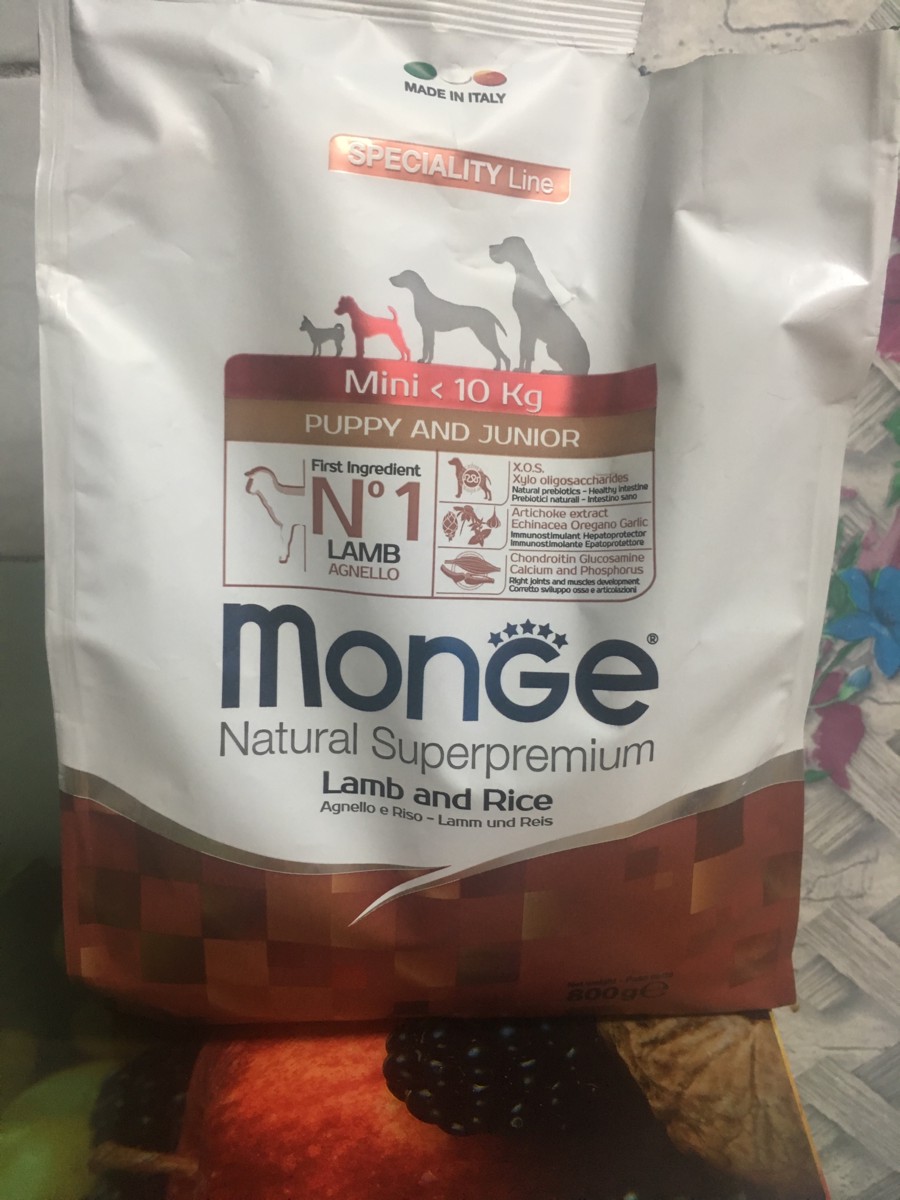 MADE IN ITALY
SPECIALITY Line
Mini < 10 Kg
PUPPY AND JUNIOR
First Ingredient
N° 1
LAMB
AGNELLO
X.O.S.
Xylo oligosaccharides
Natural prebiotics - Healthy intestine
Prebiotici naturali - Intestino sano
Artichoke extract
Echinacea Oregano Garlic
Immunostimulant Hepatoprotector
Immunostimolante Epatoprotettore
Chondroitin Glucosamine
Calcium and Phosphorus
Right joints and muscles development
Corretto sviluppo ossa e articolazioni
monGe®
Natural Superpremium
Lamb and Rice
Agnello e Riso - Lamm und Reis
800g℮